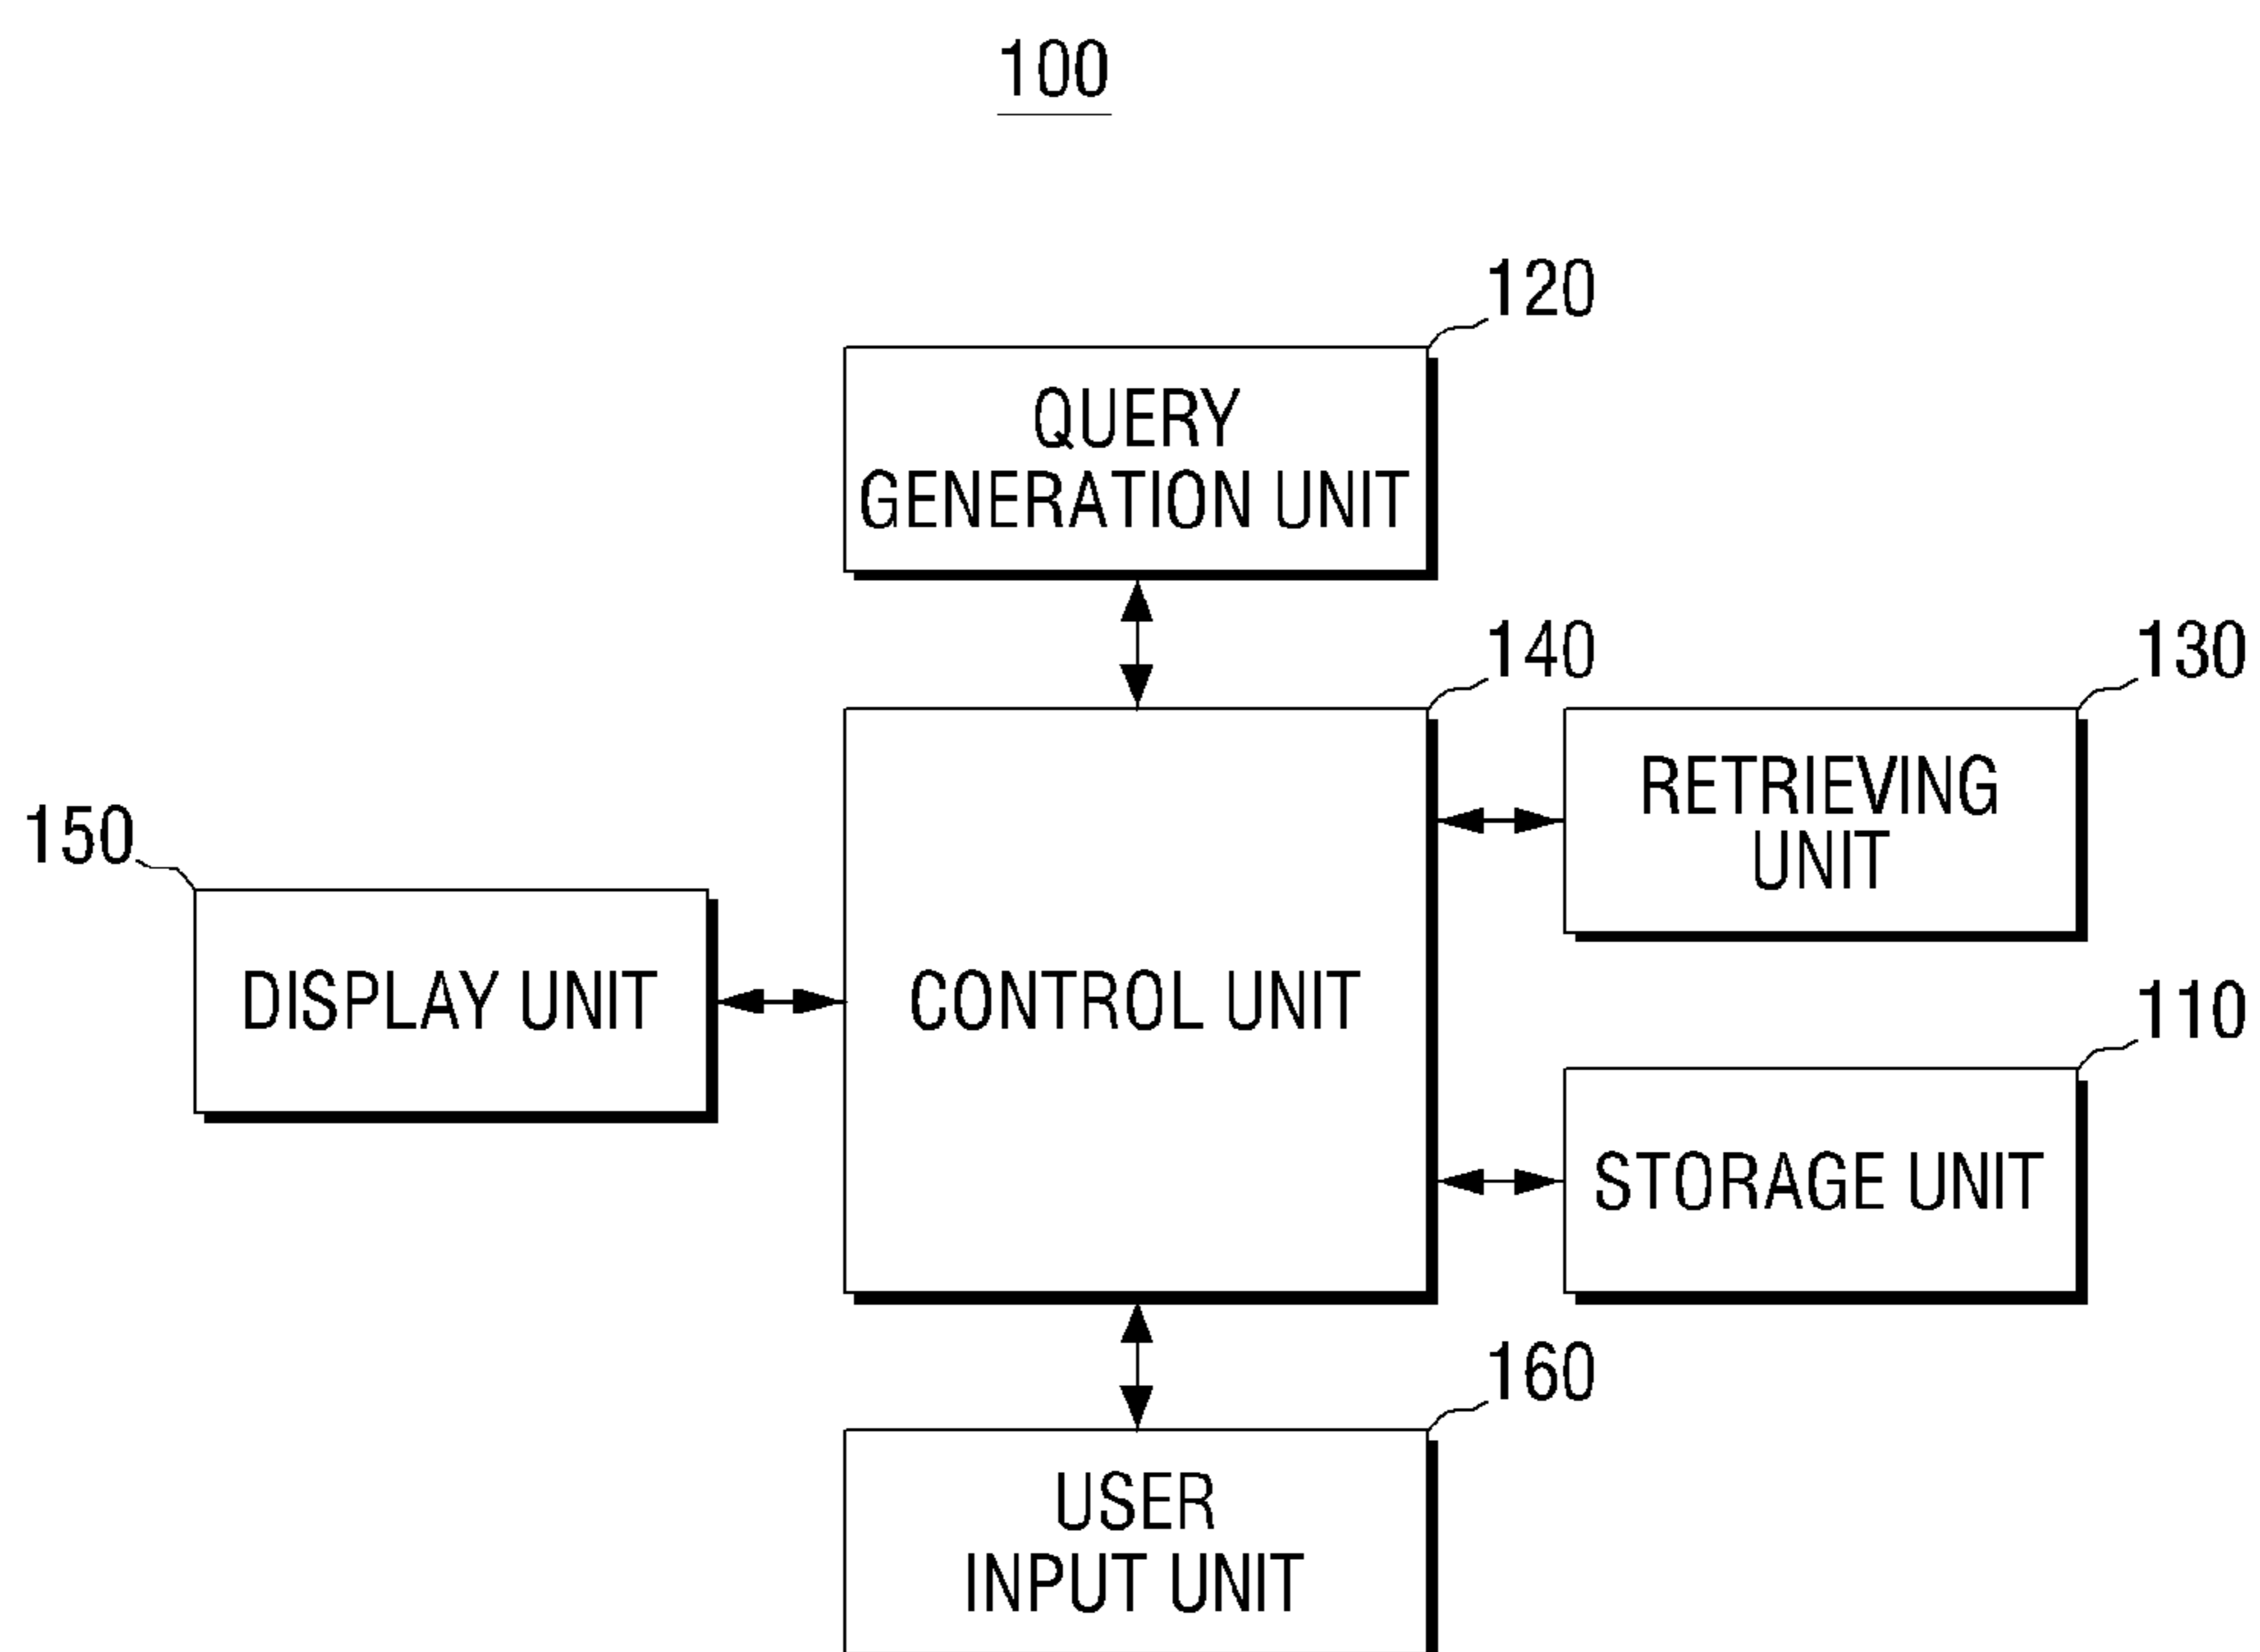 100
120
QUERY
GENERATION UNIT
140
130
RETRIEVING
UNIT
150
DISPLAY UNIT
CONTROL UNIT
110
STORAGE UNIT
160
USER
INPUT UNIT